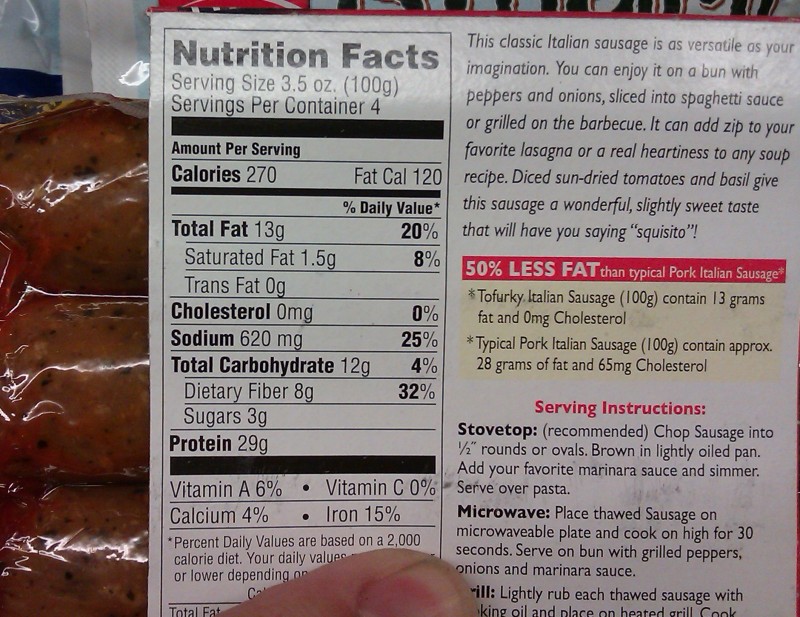 Nutrition Facts
Serving Size 3.5 oz. (100g)
Servings Per Container 4
Amount Per Serving
Calories 270 Fat Cal 120
% Daily Value*
Total Fat 13g 20%
Saturated Fat 1.5g 8%
Trans Fat 0g
Cholesterol 0mg 0%
Sodium 620 mg 25%
Total Carbohydrate 12g 4%
Dietary Fiber 8g 32%
Sugars 3g
Protein 29g
Vitamin A 6% • Vitamin C 0%
Calcium 4% • Iron 15%
*Percent Daily Values are based on a 2,000
calorie diet. Your daily values
or lower depending on
Total Fat
This classic Italian sausage is as versatile as your
imagination. You can enjoy it on a bun with
peppers and onions, sliced into spaghetti sauce
or grilled on the barbecue. It can add zip to your
favorite lasagna or a real heartiness to any soup
recipe. Diced sun-dried tomatoes and basil give
this sausage a wonderful, slightly sweet taste
that will have you saying “squisito”!
50% LESS FAT than typical Pork Italian Sausage*
*Tofurky Italian Sausage (100g) contain 13 grams
fat and 0mg Cholesterol
*Typical Pork Italian Sausage (100g) contain approx.
28 grams of fat and 65mg Cholesterol
Serving Instructions:
Stovetop: (recommended) Chop Sausage into
½" rounds or ovals. Brown in lightly oiled pan.
Add your favorite marinara sauce and simmer.
Serve over pasta.
Microwave: Place thawed Sausage on
microwaveable plate and cook on high for 30
seconds. Serve on bun with grilled peppers,
onions and marinara sauce.
rill: Lightly rub each thawed sausage with
king oil and place on heated grill. Cook